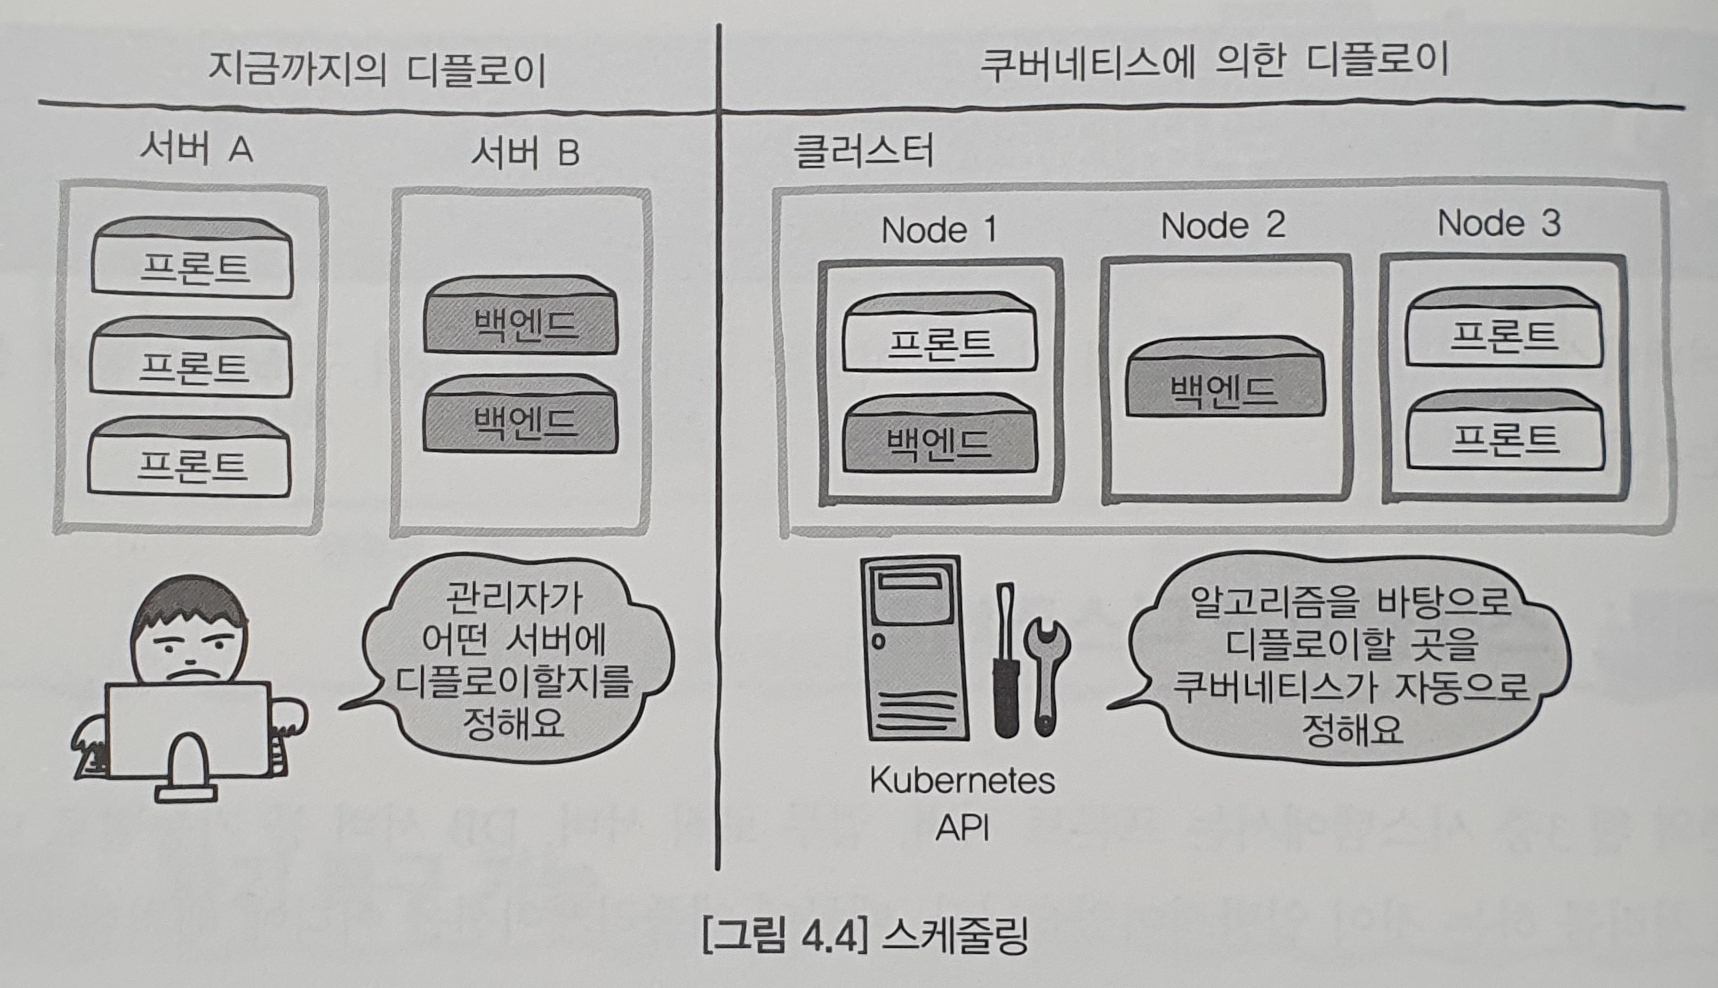 지금까지의 디플로이
쿠버네티스에 의한 디플로이
서버 A
서버 B
프론트
프론트
프론트
백엔드
백엔드
관리자가
어떤 서버에
디플로이할지를
정해요
클러스터
Node 1
Node 2
Node 3
프론트
백엔드
백엔드
프론트
프론트
Kubernetes
API
알고리즘을 바탕으로
디플로이할 곳을
쿠버네티스가 자동으로
정해요
[그림 4.4] 스케줄링